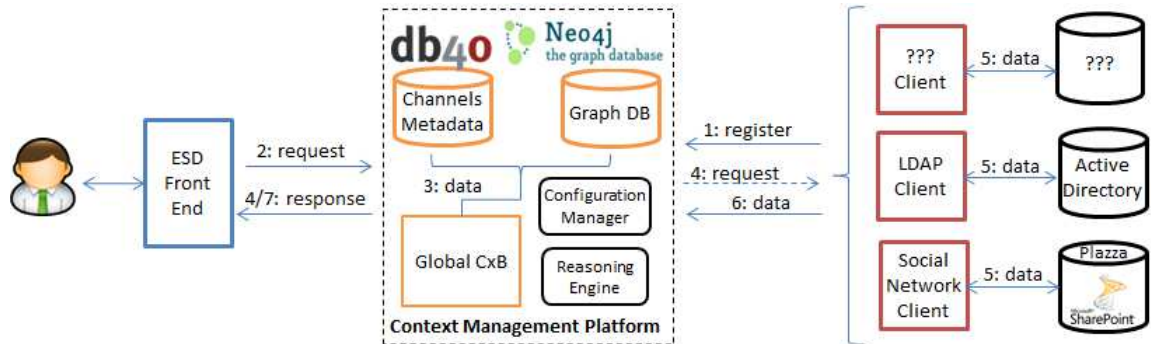 db4o
Neo4j
the graph database
Channels
Metadata
Graph DB
ESD
Front
End
2: request
4/7: response
3: data
Configuration
Manager
Global CxB
Reasoning
Engine
Context Management Platform
1: register
4: request
6: data
???
Client
5: data
???
LDAP
Client
5: data
Active
Directory
Social
Network
Client
5: data
Plazza
Microsoft
SharePoint